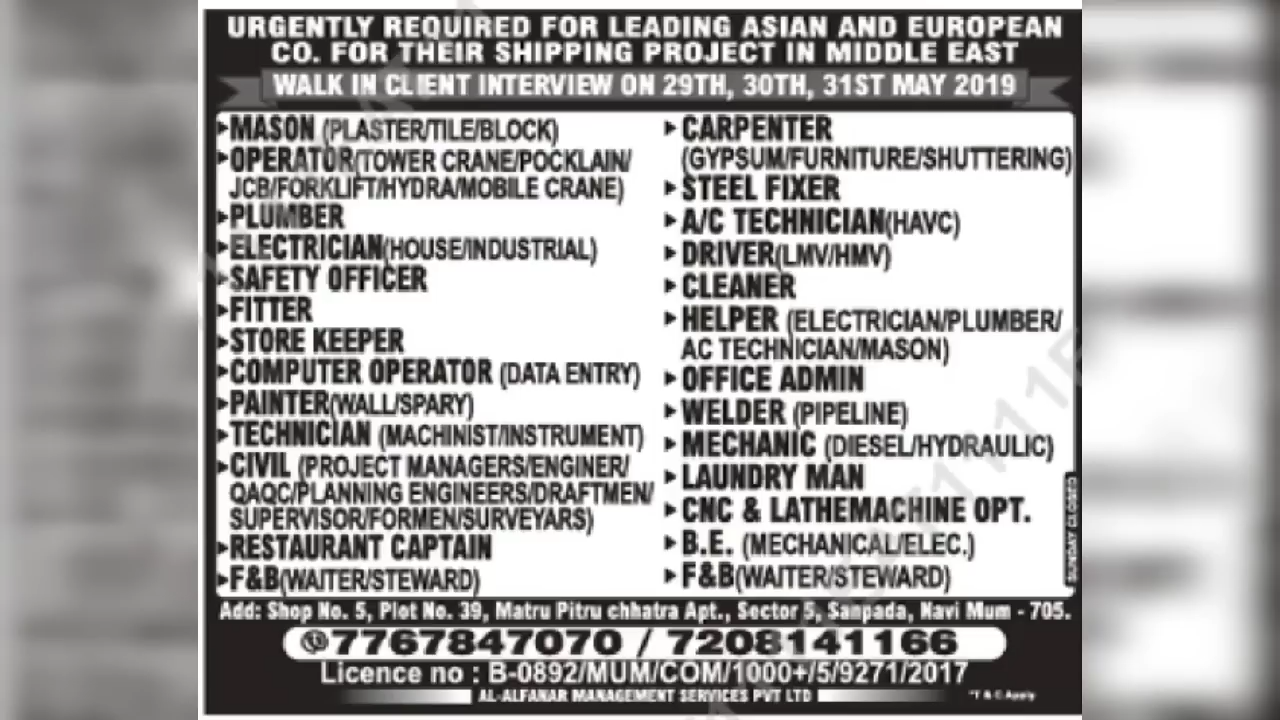 URGENTLY REQUIRED FOR LEADING ASIAN AND EUROPEAN
CO. FOR THEIR SHIPPING PROJECT IN MIDDLE EAST
WALK IN CLIENT INTERVIEW ON 29TH, 30TH, 31ST MAY 2019
MASON (PLASTER/TILE/BLOCK)
OPERATOR(TOWER CRANE/POCKLAIN/
JCB/FORKLIFT/HYDRA/MOBILE CRANE)
PLUMBER
ELECTRICIAN(HOUSE/INDUSTRIAL)
SAFETY OFFICER
FITTER
STORE KEEPER
COMPUTER OPERATOR (DATA ENTRY)
PAINTER(WALL/SPARY)
TECHNICIAN (MACHINIST/INSTRUMENT)
CIVIL (PROJECT MANAGERS/ENGINER/
QAQC/PLANNING ENGINEERS/DRAFTMEN/
SUPERVISOR/FORMEN/SURVEYARS)
RESTAURANT CAPTAIN
F&B(WAITER/STEWARD)
CARPENTER
(GYPSUM/FURNITURE/SHUTTERING)
STEEL FIXER
A/C TECHNICIAN(HAVC)
DRIVER(LMV/HMV)
CLEANER
HELPER (ELECTRICIAN/PLUMBER/
AC TECHNICIAN/MASON)
OFFICE ADMIN
WELDER (PIPELINE)
MECHANIC (DIESEL/HYDRAULIC)
LAUNDRY MAN
CNC & LATHEMACHINE OPT.
B.E. (MECHANICAL/ELEC.)
F&B(WAITER/STEWARD)
SUNDAY CLOSED
Add: Shop No. 5, Plot No. 39, Matru Pitru chhatra Apt., Sector 5, Sanpada, Navi Mum - 705.
7767847070 / 7208141166
Licence no : B-0892/MUM/COM/1000+/5/9271/2017
AL-ALFANAR MANAGEMENT SERVICES PVT LTD
*T & C Apply